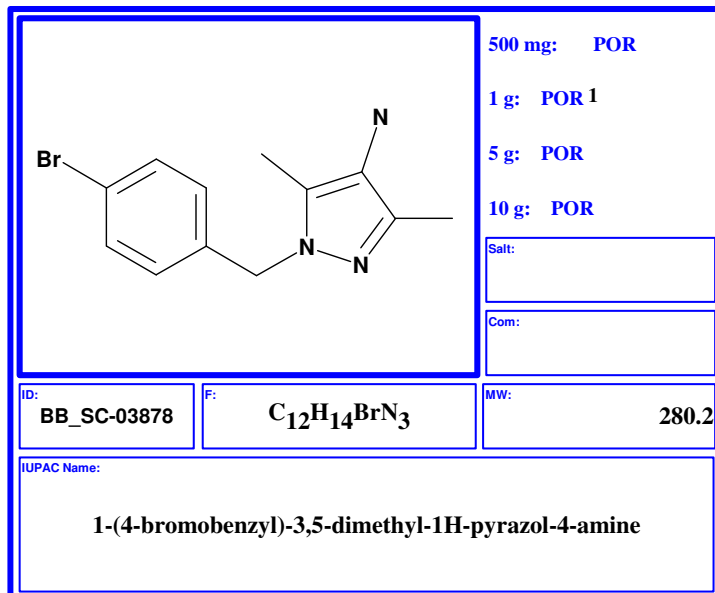 500 mg: POR
1 g: POR 1
5 g: POR
10 g: POR
N
Br
N
N
Salt:
Com:
ID:
BB_SC-03878
F:
C12H14BrN3
MW:
280.2
IUPAC Name:
1-(4-bromobenzyl)-3,5-dimethyl-1H-pyrazol-4-amine